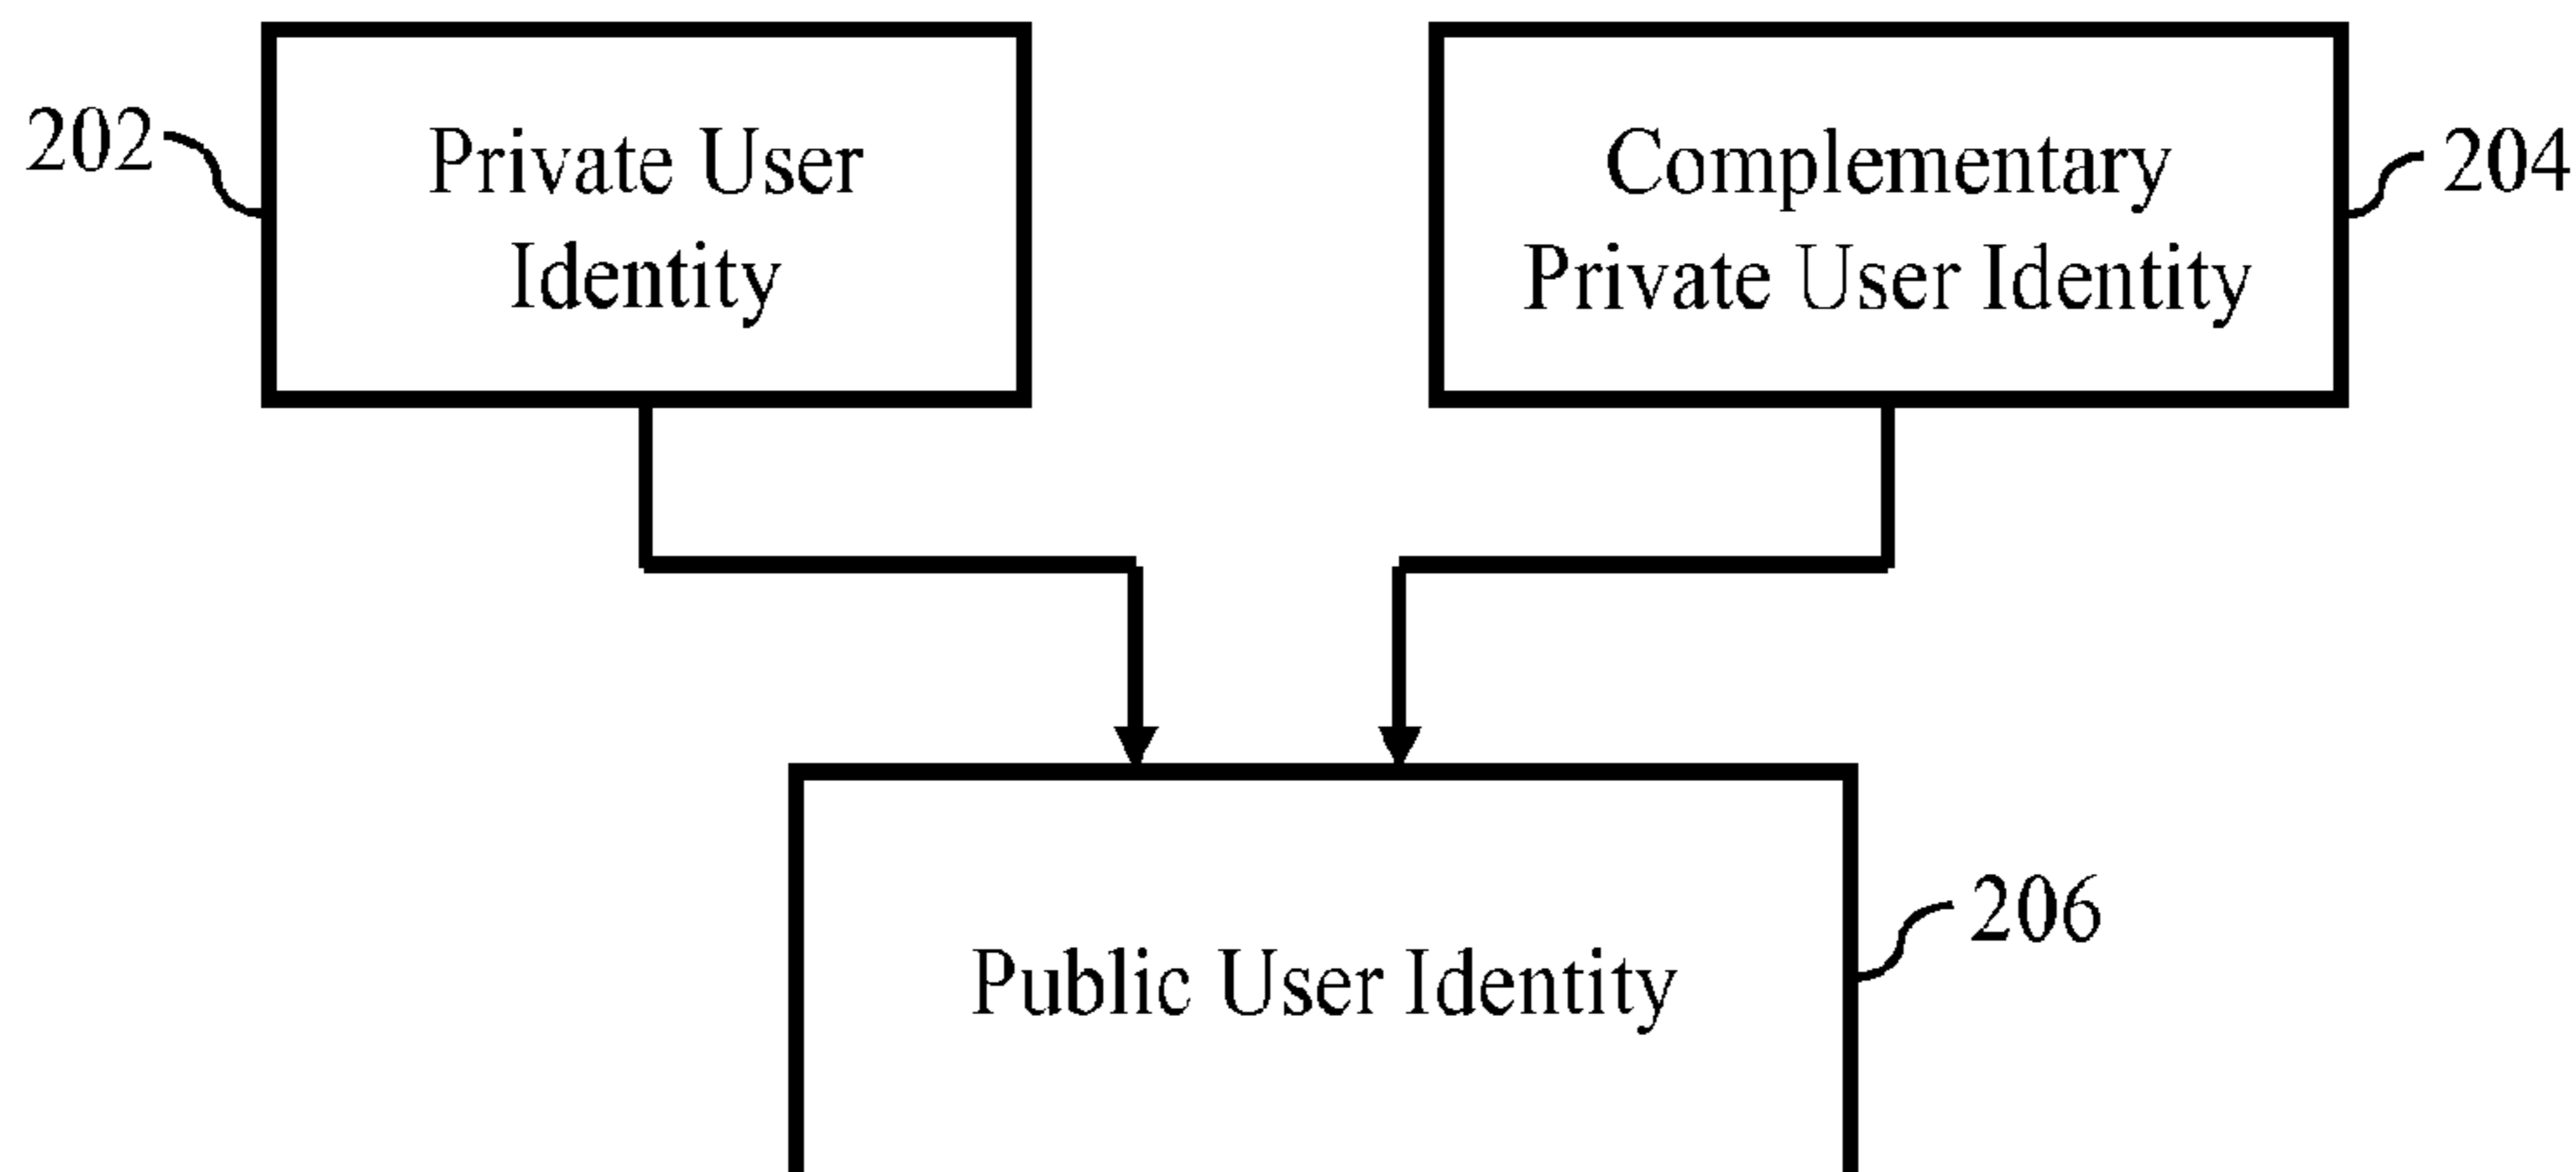 202
Private User
Identity
Complementary
Private User Identity
204
Public User Identity
206